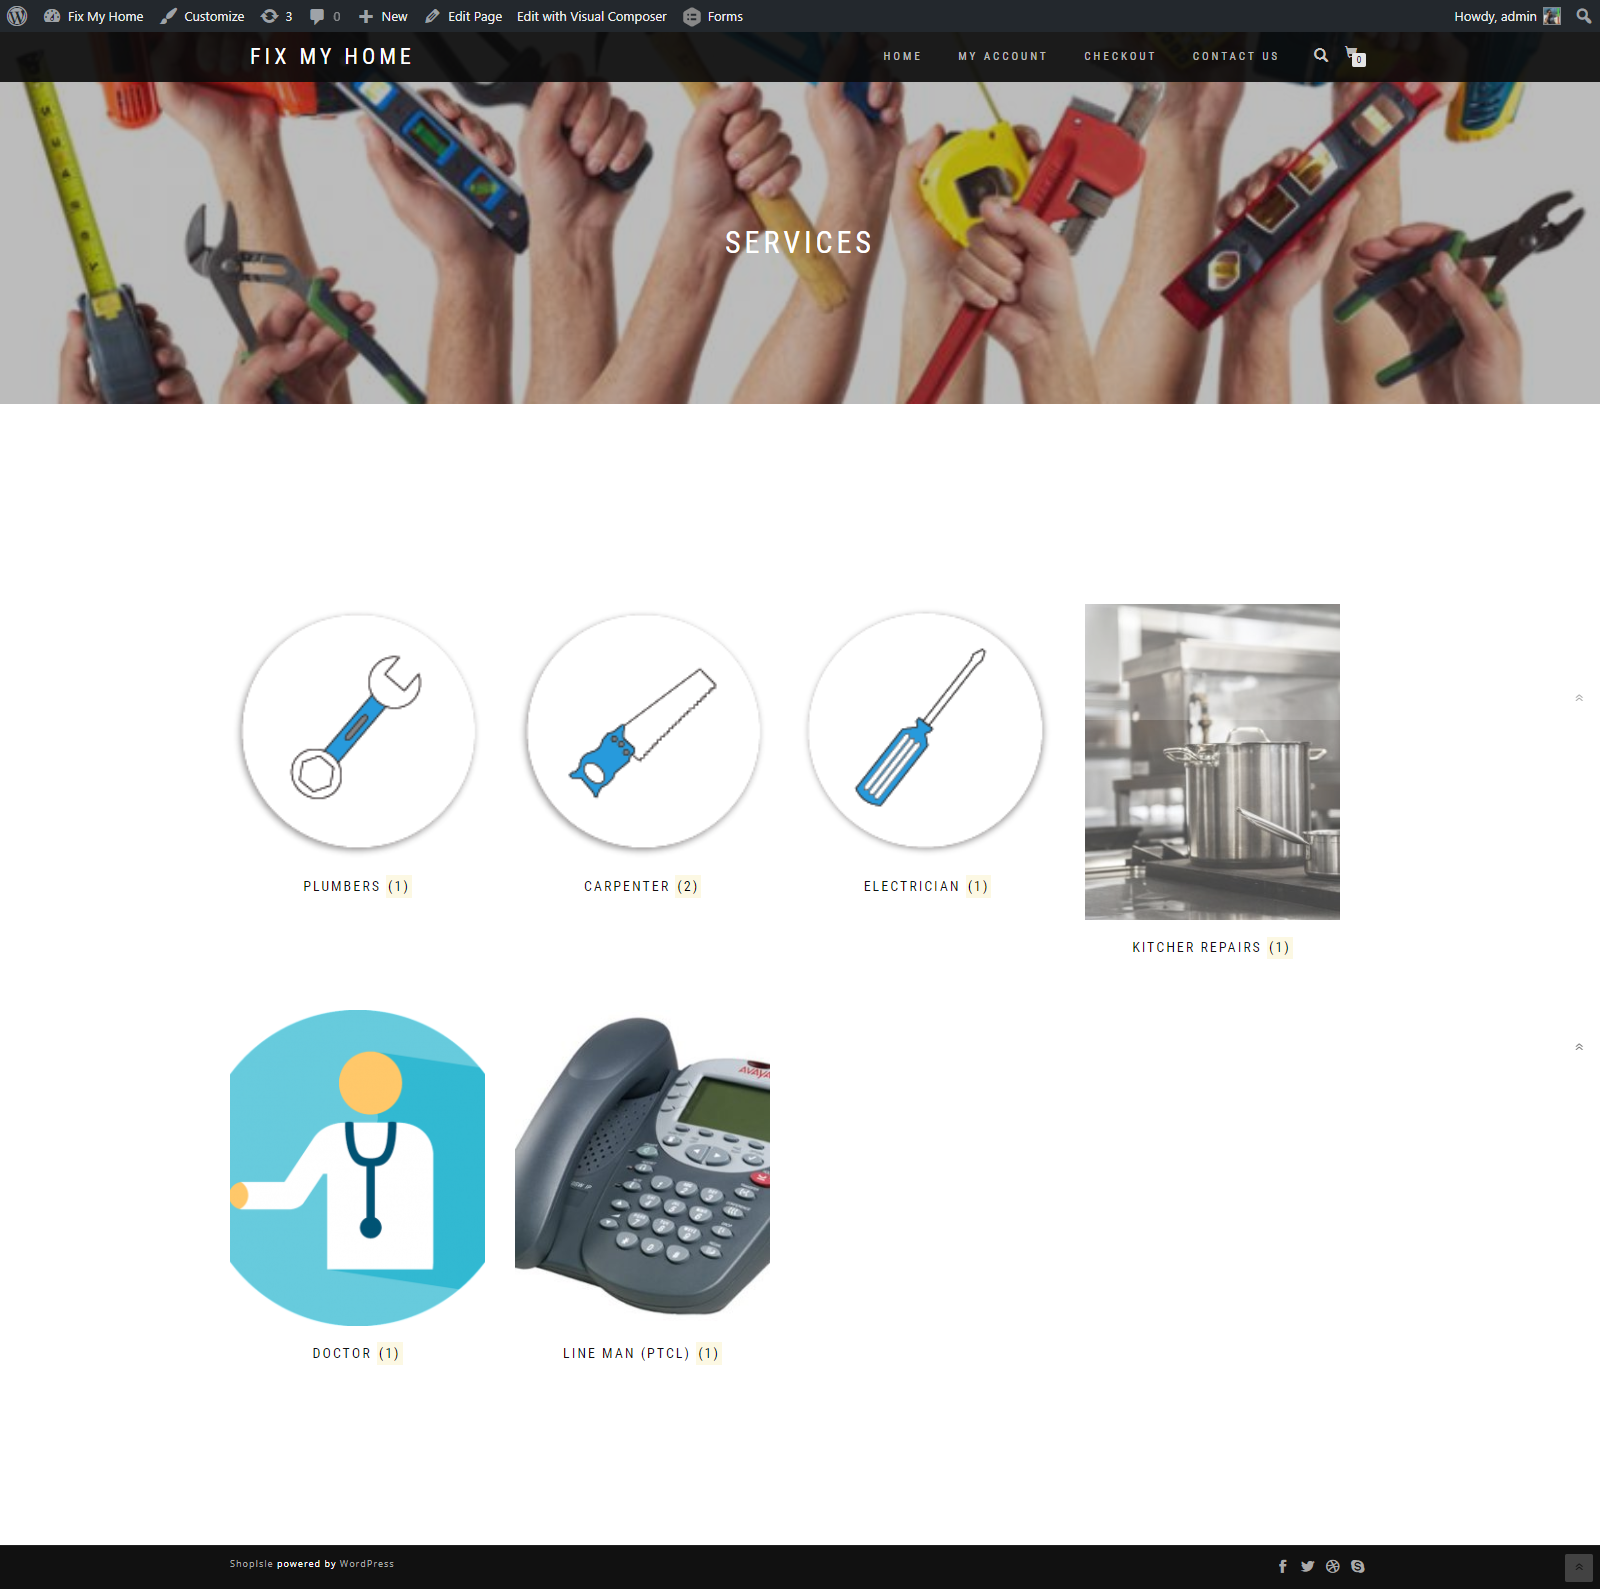 Fix My Home Customize 3 0 New Edit Page Edit with Visual Composer Forms Howdy, admin
FIX MY HOME HOME MY ACCOUNT CHECKOUT CONTACT US 0
SERVICES
PLUMBERS (1) CARPENTER (2) ELECTRICIAN (1)
KITCHER REPAIRS (1)
AVAYA
DOCTOR (1) LINE MAN (PTCL) (1)
ShopIsle powered by WordPress